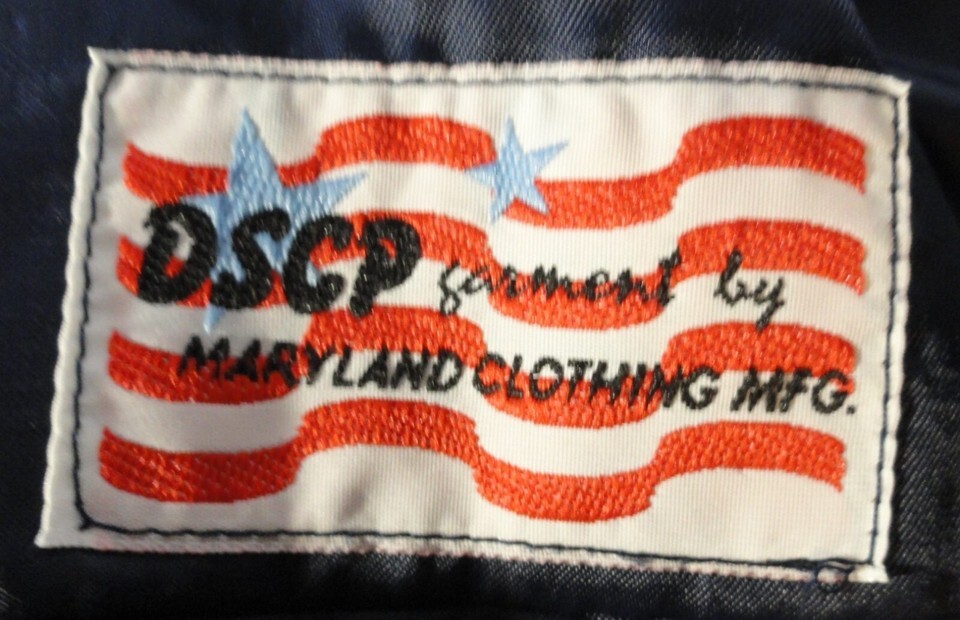 DSCP garment by
MARYLAND CLOTHING MFG.